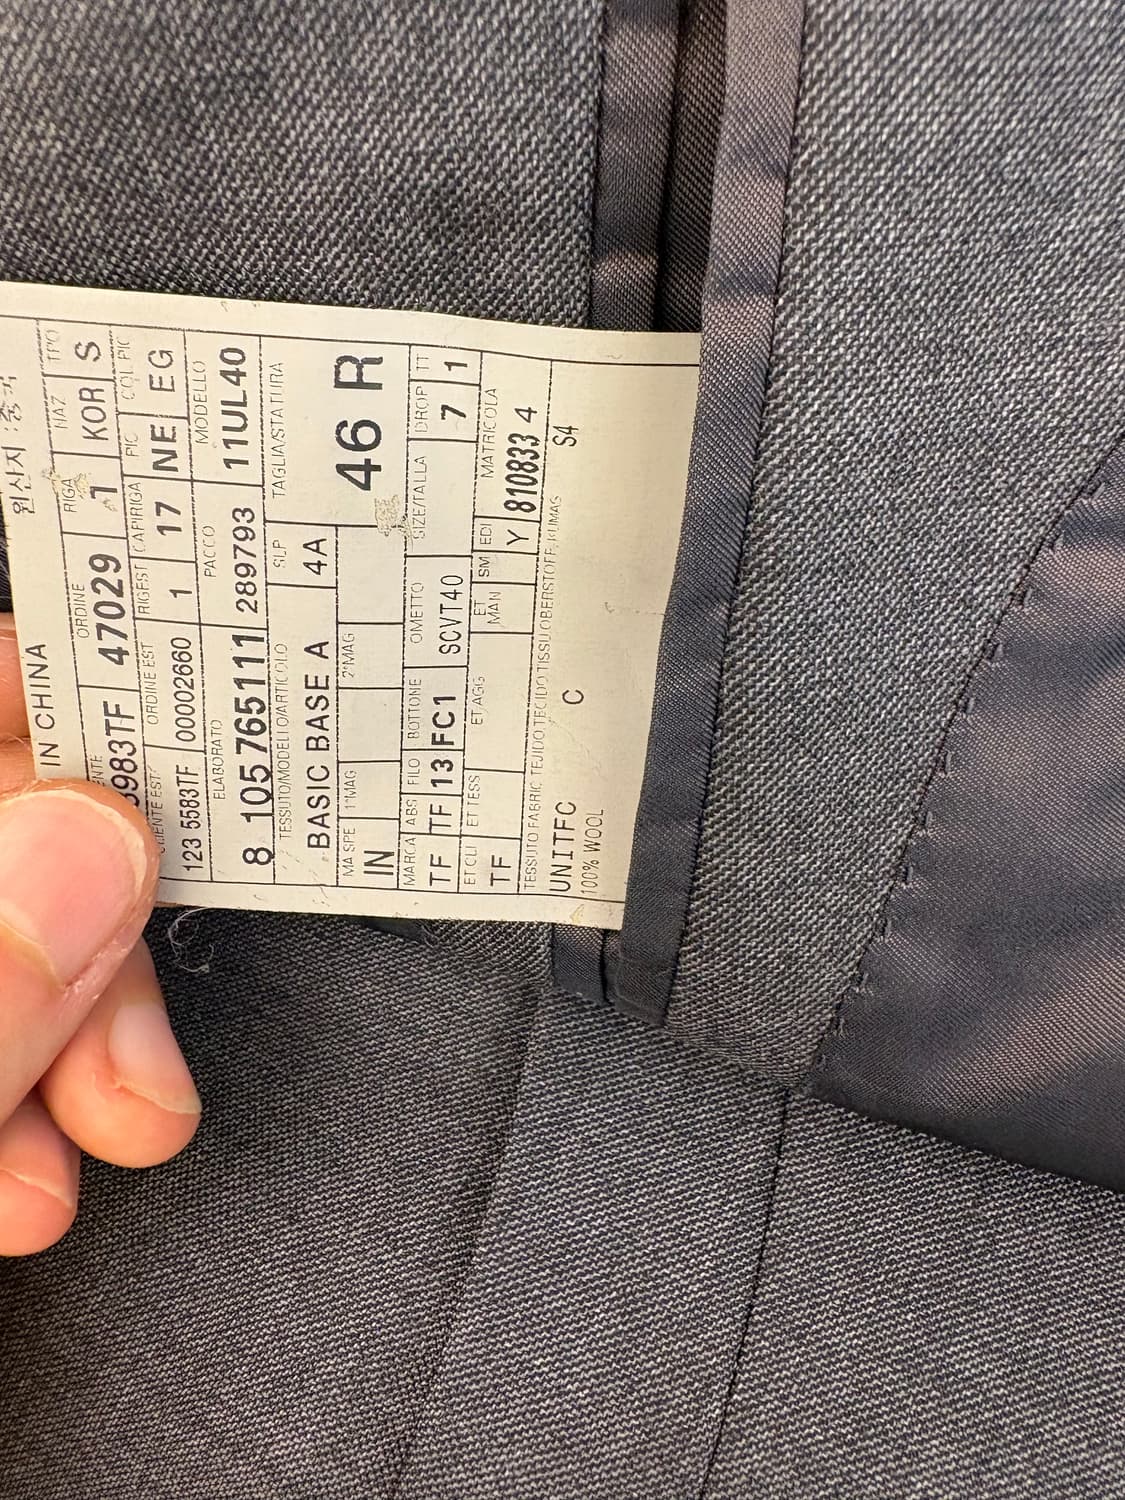 원산지 : 중국
IN CHINA
ORDINE RIGA NAZ TPO
47029 1 KOR S
ORDINE EST RIGEST CAPIRIGA PIC COL PIC
123 5583TF 00002660 1 17 NE EG
ELABORATO PACCO MODELLO
8 105 765111 289793 11UL40
TESSUTO/MODELLO/ARTICOLO SLP TAGLIA/STATURA
BASIC BASE A 4A 46 R
MA SPE 1°MAG 2°MAG
IN
MARCA ABS FILO BOTTONE OMETTO SIZE/TALLA DROP TT
TF TF 13 FC1 SCVT40 7 1
ET CLI ET TESS ET AGG ET MAN SM EDI MATRICOLA
TF Y 810833 4
TESSUTO FABRIC TEJIDO,TECIDO,TISSU,OBERSTOFF,KUMAS
UNITFC C S4
100% WOOL